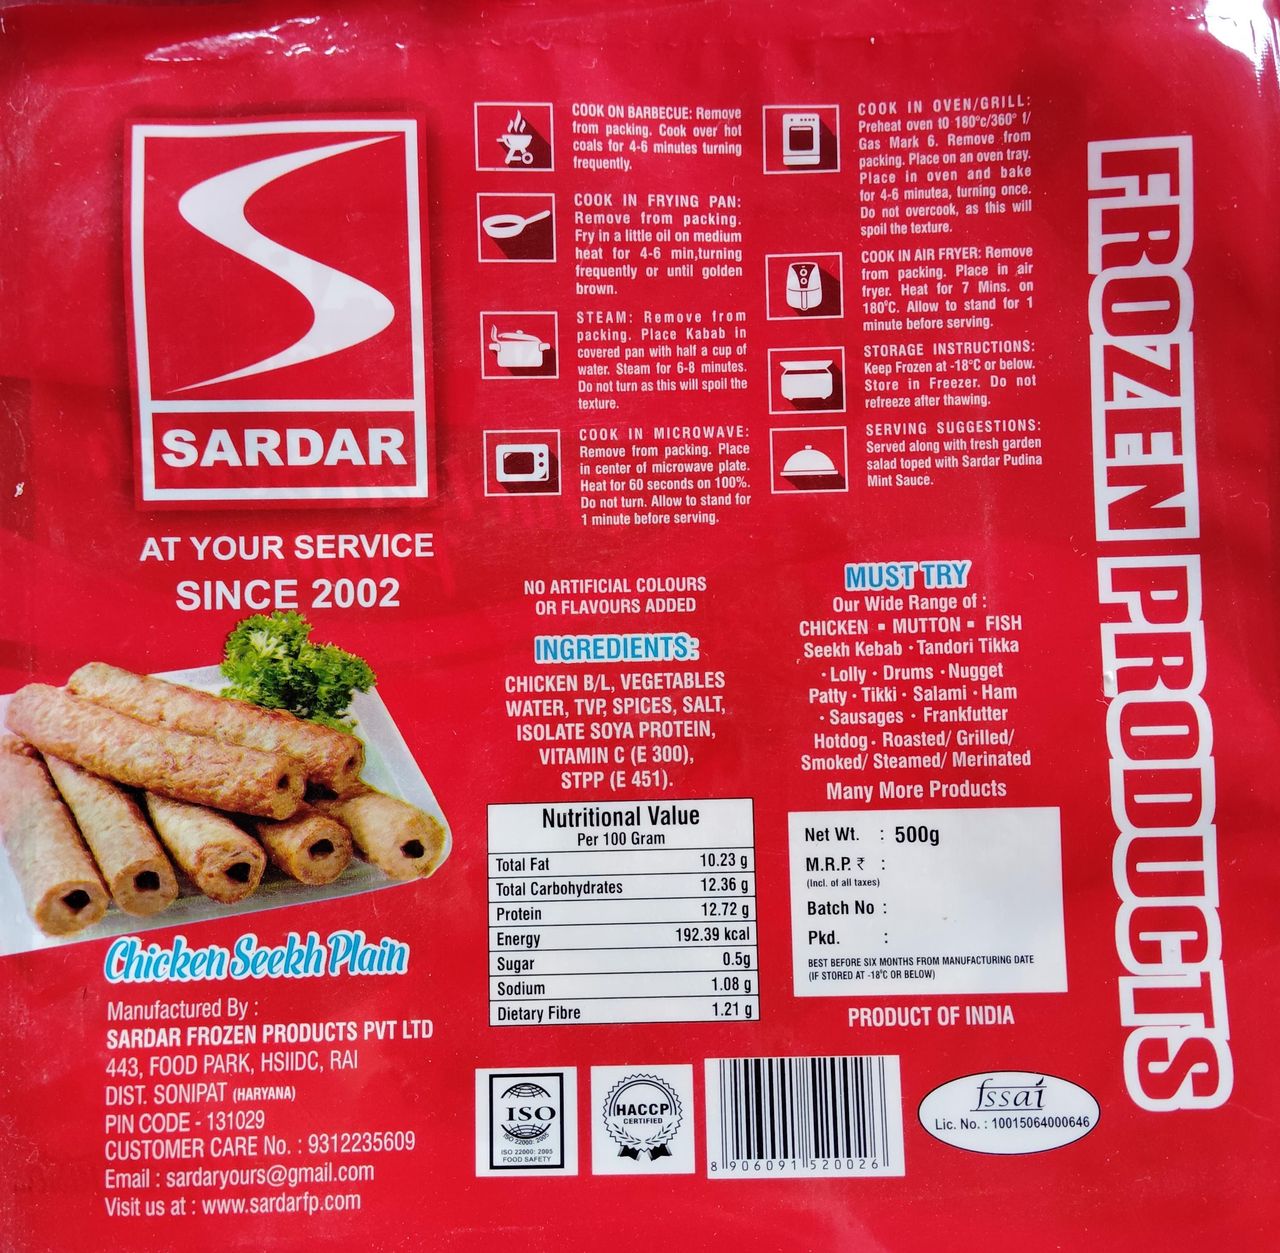 SARDAR
AT YOUR SERVICE
SINCE 2002
COOK ON BARBECUE: Remove
from packing. Cook over hot
coals for 4-6 minutes turning
frequently.
COOK IN FRYING PAN:
Remove from packing.
Fry in a little oil on medium
heat for 4-6 min,turning
frequently or until golden
brown.
STEAM: Remove from
packing. Place Kabab in
covered pan with half a cup of
water. Steam for 6-8 minutes.
Do not turn as this will spoil the
texture.
COOK IN MICROWAVE:
Remove from packing. Place
in center of microwave plate.
Heat for 60 seconds on 100%.
Do not turn. Allow to stand for
1 minute before serving.
COOK IN OVEN/GRILL:
Preheat oven t0 180°c/360° f/
Gas Mark 6. Remove from
packing. Place on an oven tray.
Place in oven and bake
for 4-6 minutea, turning once.
Do not overcook, as this will
spoil the texture.
COOK IN AIR FRYER: Remove
from packing. Place in air
fryer. Heat for 7 Mins. on
180°C. Allow to stand for 1
minute before serving.
STORAGE INSTRUCTIONS:
Keep Frozen at -18°C or below.
Store in Freezer. Do not
refreeze after thawing.
SERVING SUGGESTIONS:
Served along with fresh garden
salad toped with Sardar Pudina
Mint Sauce.
FROZEN PRODUCTS
NO ARTIFICIAL COLOURS
OR FLAVOURS ADDED
INGREDIENTS:
CHICKEN B/L, VEGETABLES
WATER, TVP, SPICES, SALT,
ISOLATE SOYA PROTEIN,
VITAMIN C (E 300),
STPP (E 451).
Nutritional Value
Per 100 Gram
Total Fat 10.23 g
Total Carbohydrates 12.36 g
Protein 12.72 g
Energy 192.39 kcal
Sugar 0.5g
Sodium 1.08 g
Dietary Fibre 1.21 g
MUST TRY
Our Wide Range of :
CHICKEN ▪ MUTTON ▪ FISH
Seekh Kebab · Tandori Tikka
· Lolly · Drums · Nugget
Patty · Tikki · Salami · Ham
· Sausages · Frankfutter
Hotdog · Roasted/ Grilled/
Smoked/ Steamed/ Merinated
Many More Products
Net Wt. : 500g
M.R.P. ₹ :
(Incl. of all taxes)
Batch No :
Pkd. :
BEST BEFORE SIX MONTHS FROM MANUFACTURING DATE
(IF STORED AT -18°C OR BELOW)
PRODUCT OF INDIA
Chicken Seekh Plain
Manufactured By :
SARDAR FROZEN PRODUCTS PVT LTD
443, FOOD PARK, HSIIDC, RAI
DIST. SONIPAT (HARYANA)
PIN CODE - 131029
CUSTOMER CARE No. : 9312235609
Email : sardaryours@gmail.com
Visit us at : www.sardarfp.com
ISO
ISO 22000: 2005
ISO 22000: 2005
FOOD SAFETY
HACCP
CERTIFIED
8 906091 520026
fssai
Lic. No. : 10015064000646